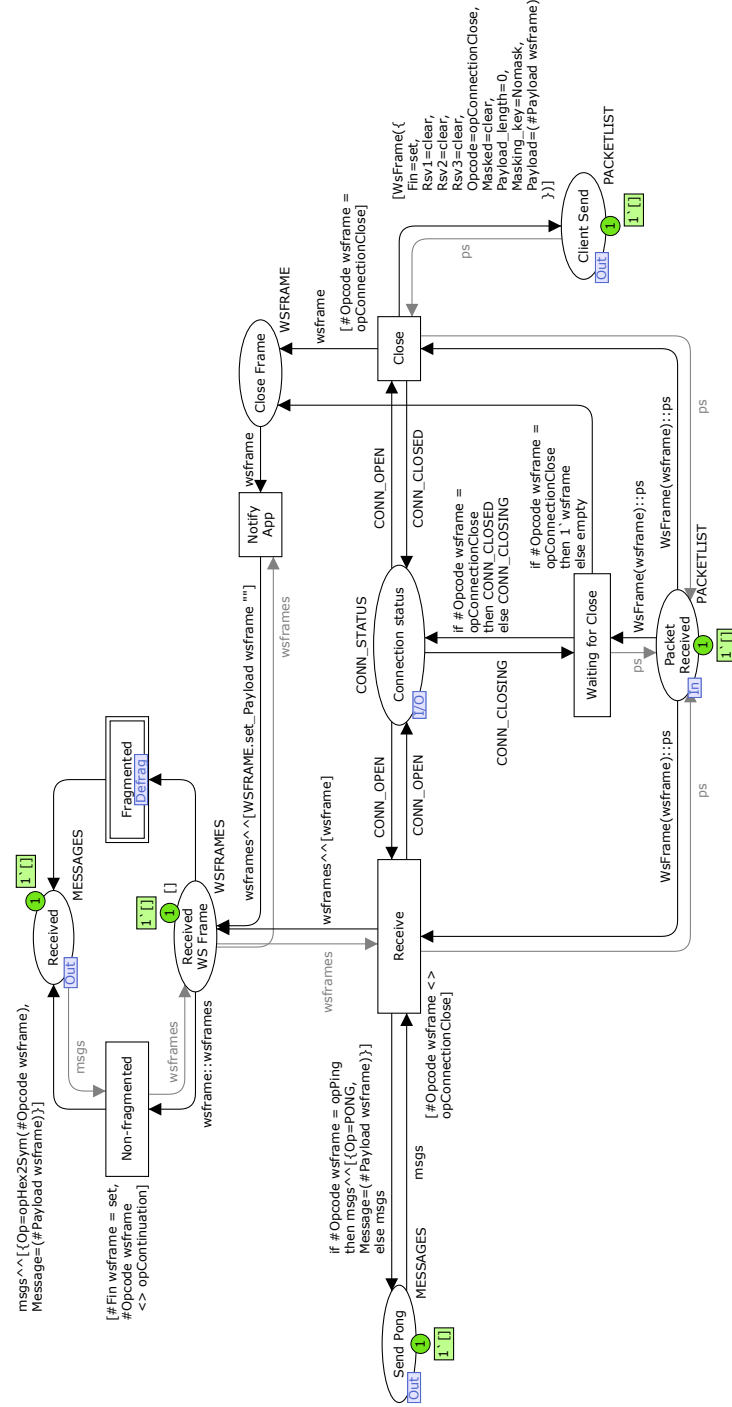 msgs^^[{Op=opHex2Sym(#Opcode wsframe),
Message=(#Payload wsframe)}]
[#Fin wsframe = set,
#Opcode wsframe
<> opContinuation]
Non-fragmented
msgs
wsframes
wsframe::wsframes
Received
Out
1
1`[]
MESSAGES
Fragmented
Defrag
Received
WS Frame
1
1`[]
[]
WSFRAMES
wsframes^^[WSFRAME.set_Payload wsframe ""]
wsframes
Notify
App
wsframe
Close Frame
WSFRAME
wsframe
wsframes^^[wsframe]
wsframes
if #Opcode wsframe = opPing
then msgs^^[{Op=PONG,
Message=(#Payload wsframe)}]
else msgs
Send Pong
Out
1
1`[]
MESSAGES
msgs
Receive
[#Opcode wsframe <>
opConnectionClose]
CONN_OPEN
CONN_OPEN
CONN_STATUS
Connection status
I/O
CONN_OPEN
CONN_CLOSED
Close
[#Opcode wsframe =
opConnectionClose]
ps
[WsFrame({
Fin=set,
Rsv1=clear,
Rsv2=clear,
Rsv3=clear,
Opcode=opConnectionClose,
Masked=clear,
Payload_length=0,
Masking_key=Nomask,
Payload=(#Payload wsframe)
})]
Client Send
Out
1
1`[]
PACKETLIST
CONN_CLOSING
if #Opcode wsframe =
opConnectionClose
then CONN_CLOSED
else CONN_CLOSING
if #Opcode wsframe =
opConnectionClose
then 1`wsframe
else empty
Waiting for Close
ps
WsFrame(wsframe)::ps
WsFrame(wsframe)::ps
ps
WsFrame(wsframe)::ps
ps
Packet
Received
In
1
1`[]
PACKETLIST